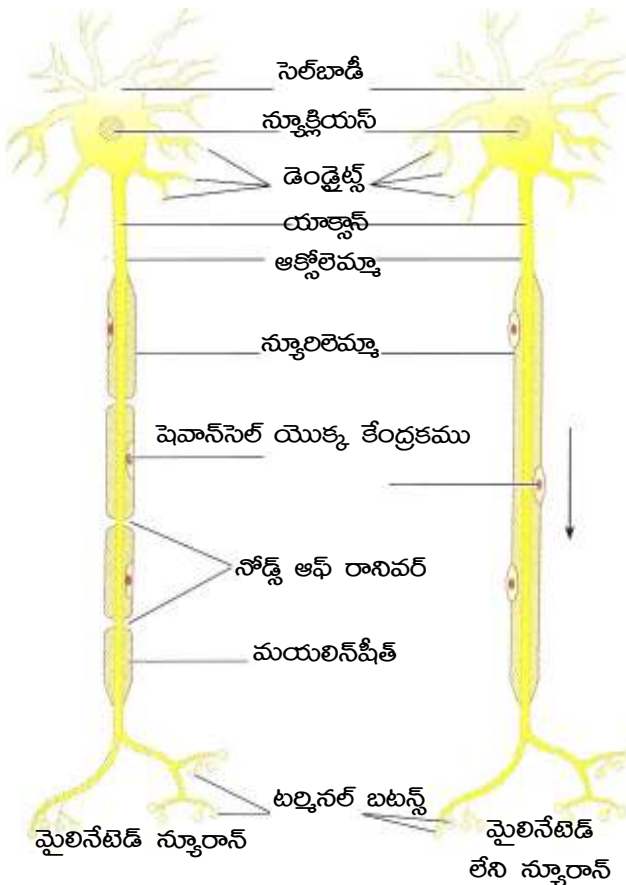 సెల్‌బాడీ
న్యూక్లియస్
డెండ్రైట్స్
యాక్సాన్
ఆక్సోలెమ్మా
న్యూరిలెమ్మా
షెవాన్‌సెల్ యొక్క కేంద్రకము
నోడ్స్ ఆఫ్ రానివర్
మయలిన్‌షీత్
టర్మినల్ బటన్స్
మైలినేటెడ్ న్యూరాన్
మైలినేటెడ్
లేని న్యూరాన్